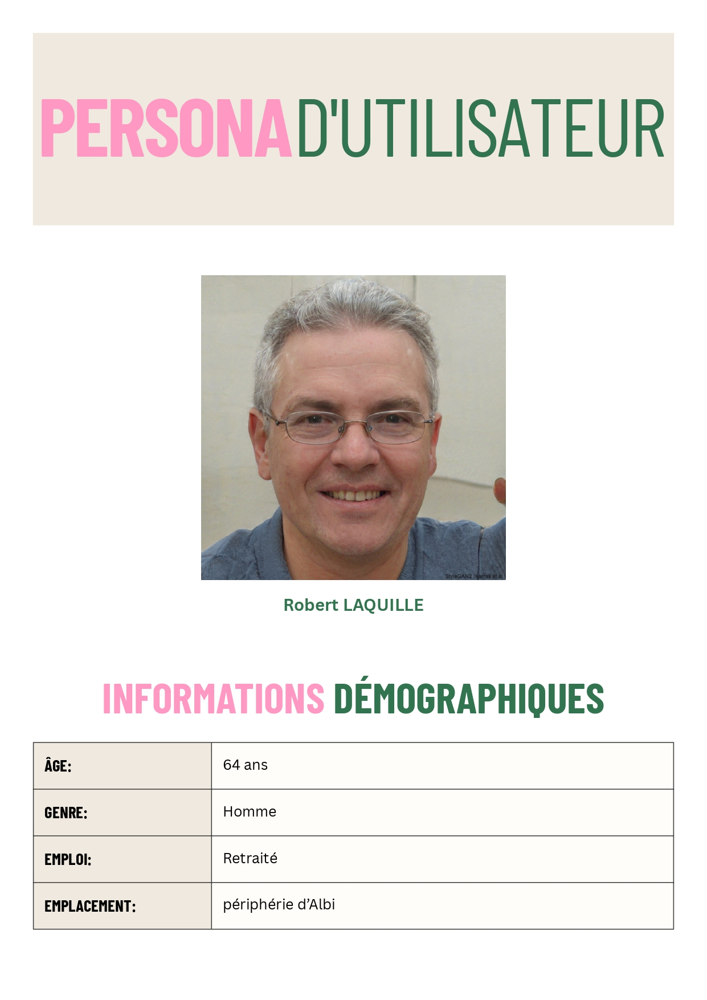 PERSONA D'UTILISATEUR
StyleGAN2 (Karras et al
Robert LAQUILLE
INFORMATIONS DÉMOGRAPHIQUES
ÂGE: 64 ans
GENRE: Homme
EMPLOI: Retraité
EMPLACEMENT: périphérie d’Albi